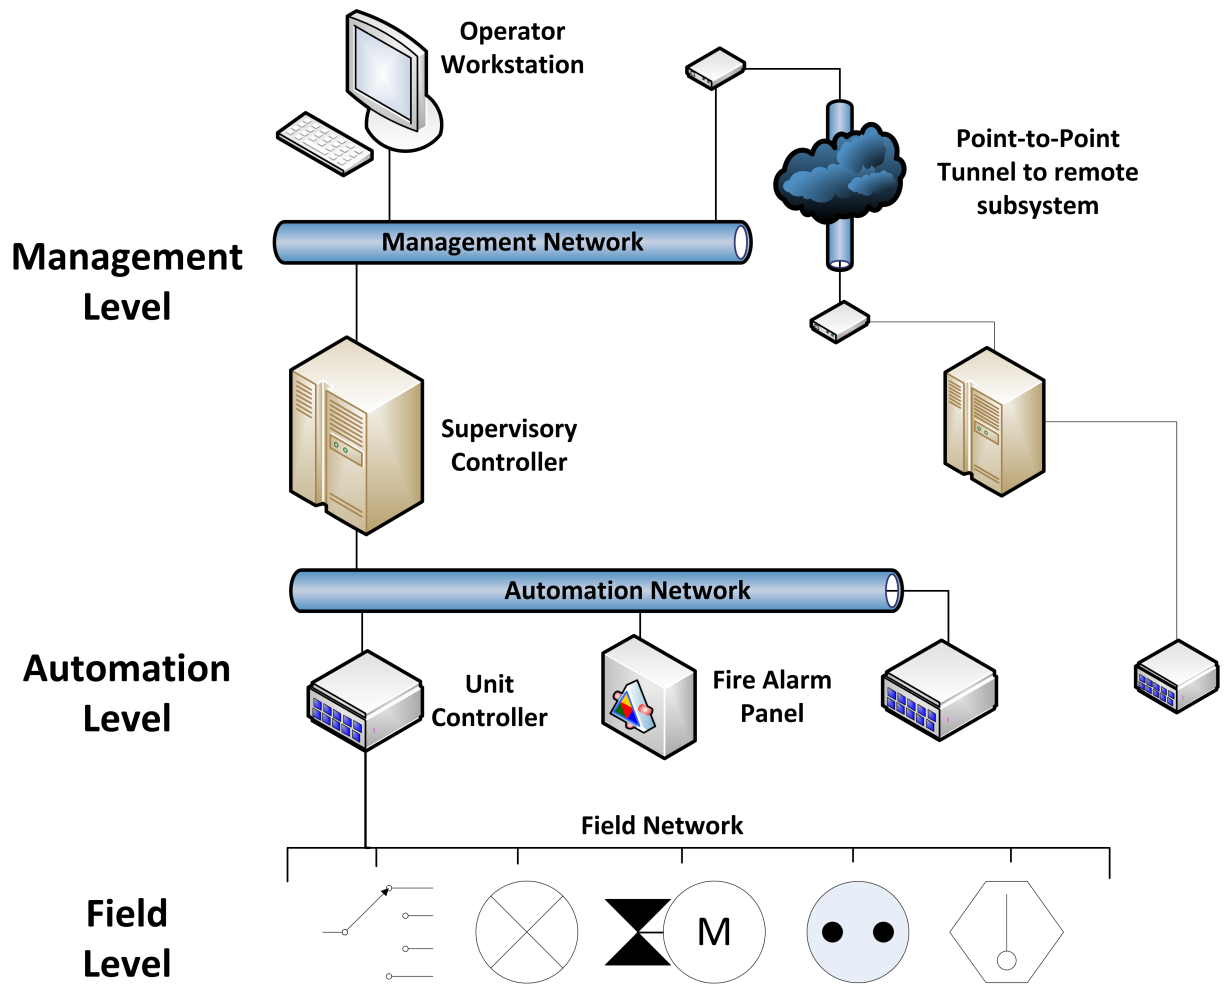 Operator
Workstation
Point-to-Point
Tunnel to remote
subsystem
Management Network
Management
Level
Supervisory
Controller
Automation Network
Automation
Level
Unit
Controller
Fire Alarm
Panel
Field Network
Field
Level
M